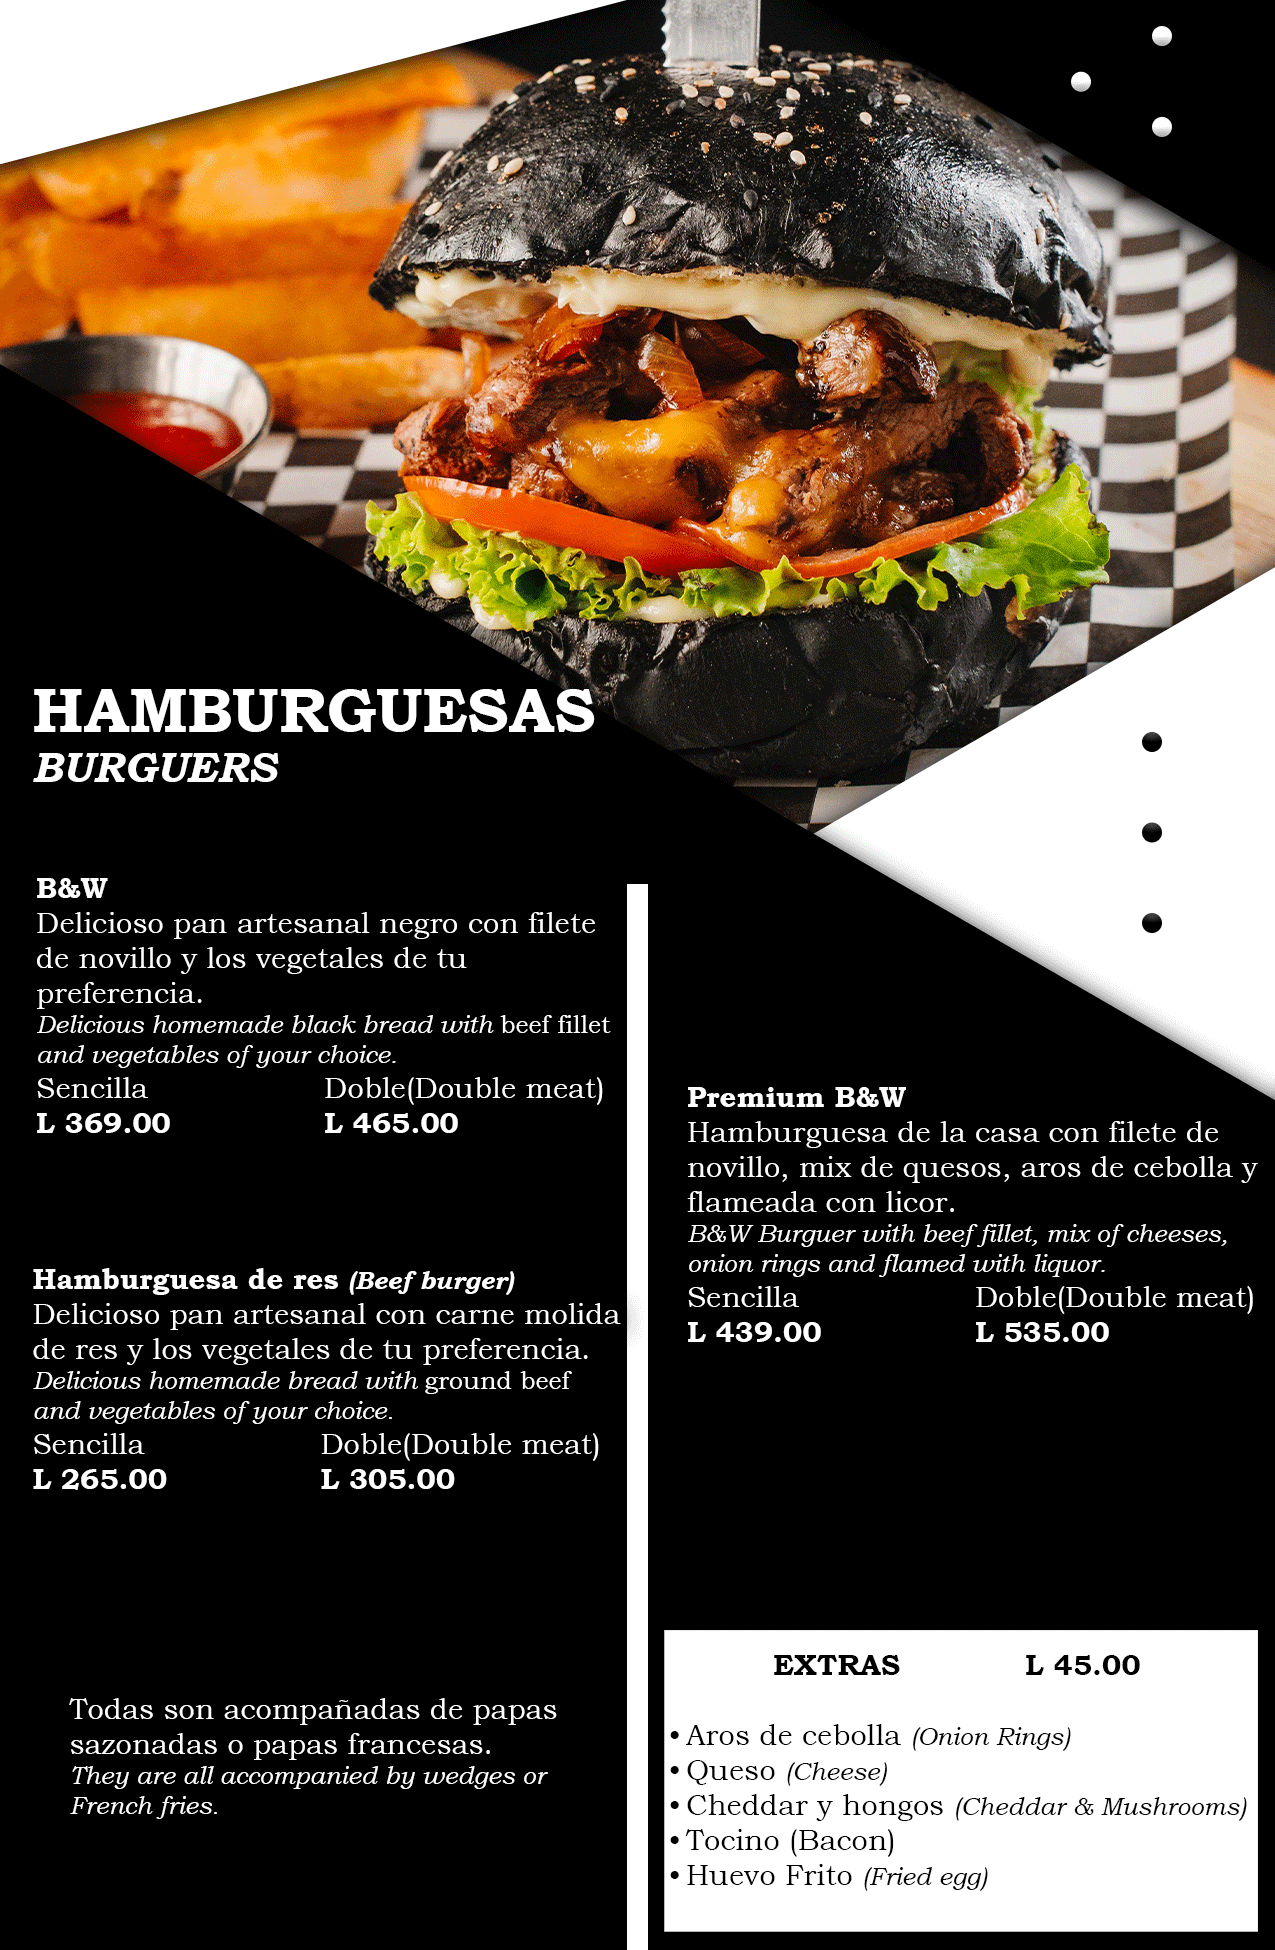 HAMBURGUESAS
BURGUERS
B&W
Delicioso pan artesanal negro con filete
de novillo y los vegetales de tu
preferencia.
Delicious homemade black bread with beef fillet
and vegetables of your choice.
Sencilla Doble(Double meat)
L 369.00 L 465.00
Hamburguesa de res (Beef burger)
Delicioso pan artesanal con carne molida
de res y los vegetales de tu preferencia.
Delicious homemade bread with ground beef
and vegetables of your choice.
Sencilla Doble(Double meat)
L 265.00 L 305.00
Todas son acompañadas de papas
sazonadas o papas francesas.
They are all accompanied by wedges or
French fries.
Premium B&W
Hamburguesa de la casa con filete de
novillo, mix de quesos, aros de cebolla y
flameada con licor.
B&W Burguer with beef fillet, mix of cheeses,
onion rings and flamed with liquor.
Sencilla Doble(Double meat)
L 439.00 L 535.00
EXTRAS L 45.00
• Aros de cebolla (Onion Rings)
• Queso (Cheese)
• Cheddar y hongos (Cheddar & Mushrooms)
• Tocino (Bacon)
• Huevo Frito (Fried egg)